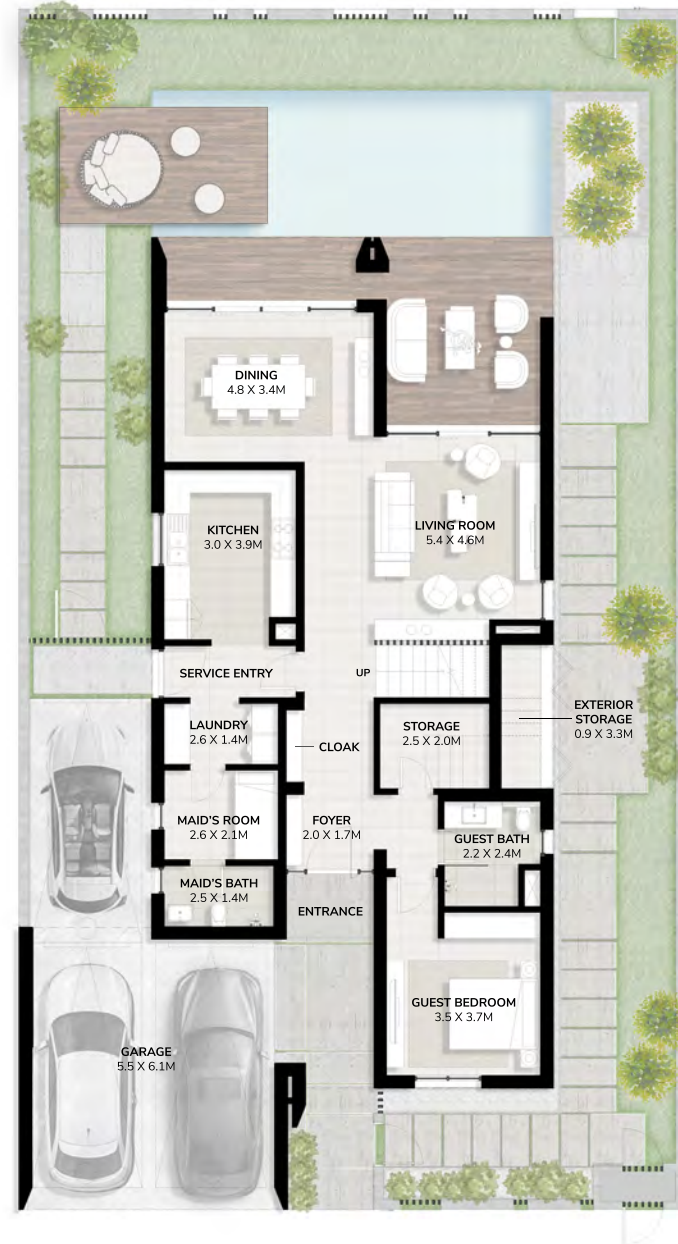 DINING
4.8 X 3.4M
KITCHEN
3.0 X 3.9M
LIVING ROOM
5.4 X 4.6M
SERVICE ENTRY
UP
LAUNDRY
2.6 X 1.4M
CLOAK
STORAGE
2.5 X 2.0M
EXTERIOR
STORAGE
0.9 X 3.3M
MAID'S ROOM
2.6 X 2.1M
FOYER
2.0 X 1.7M
GUEST BATH
2.2 X 2.4M
MAID'S BATH
2.5 X 1.4M
ENTRANCE
GUEST BEDROOM
3.5 X 3.7M
GARAGE
5.5 X 6.1M